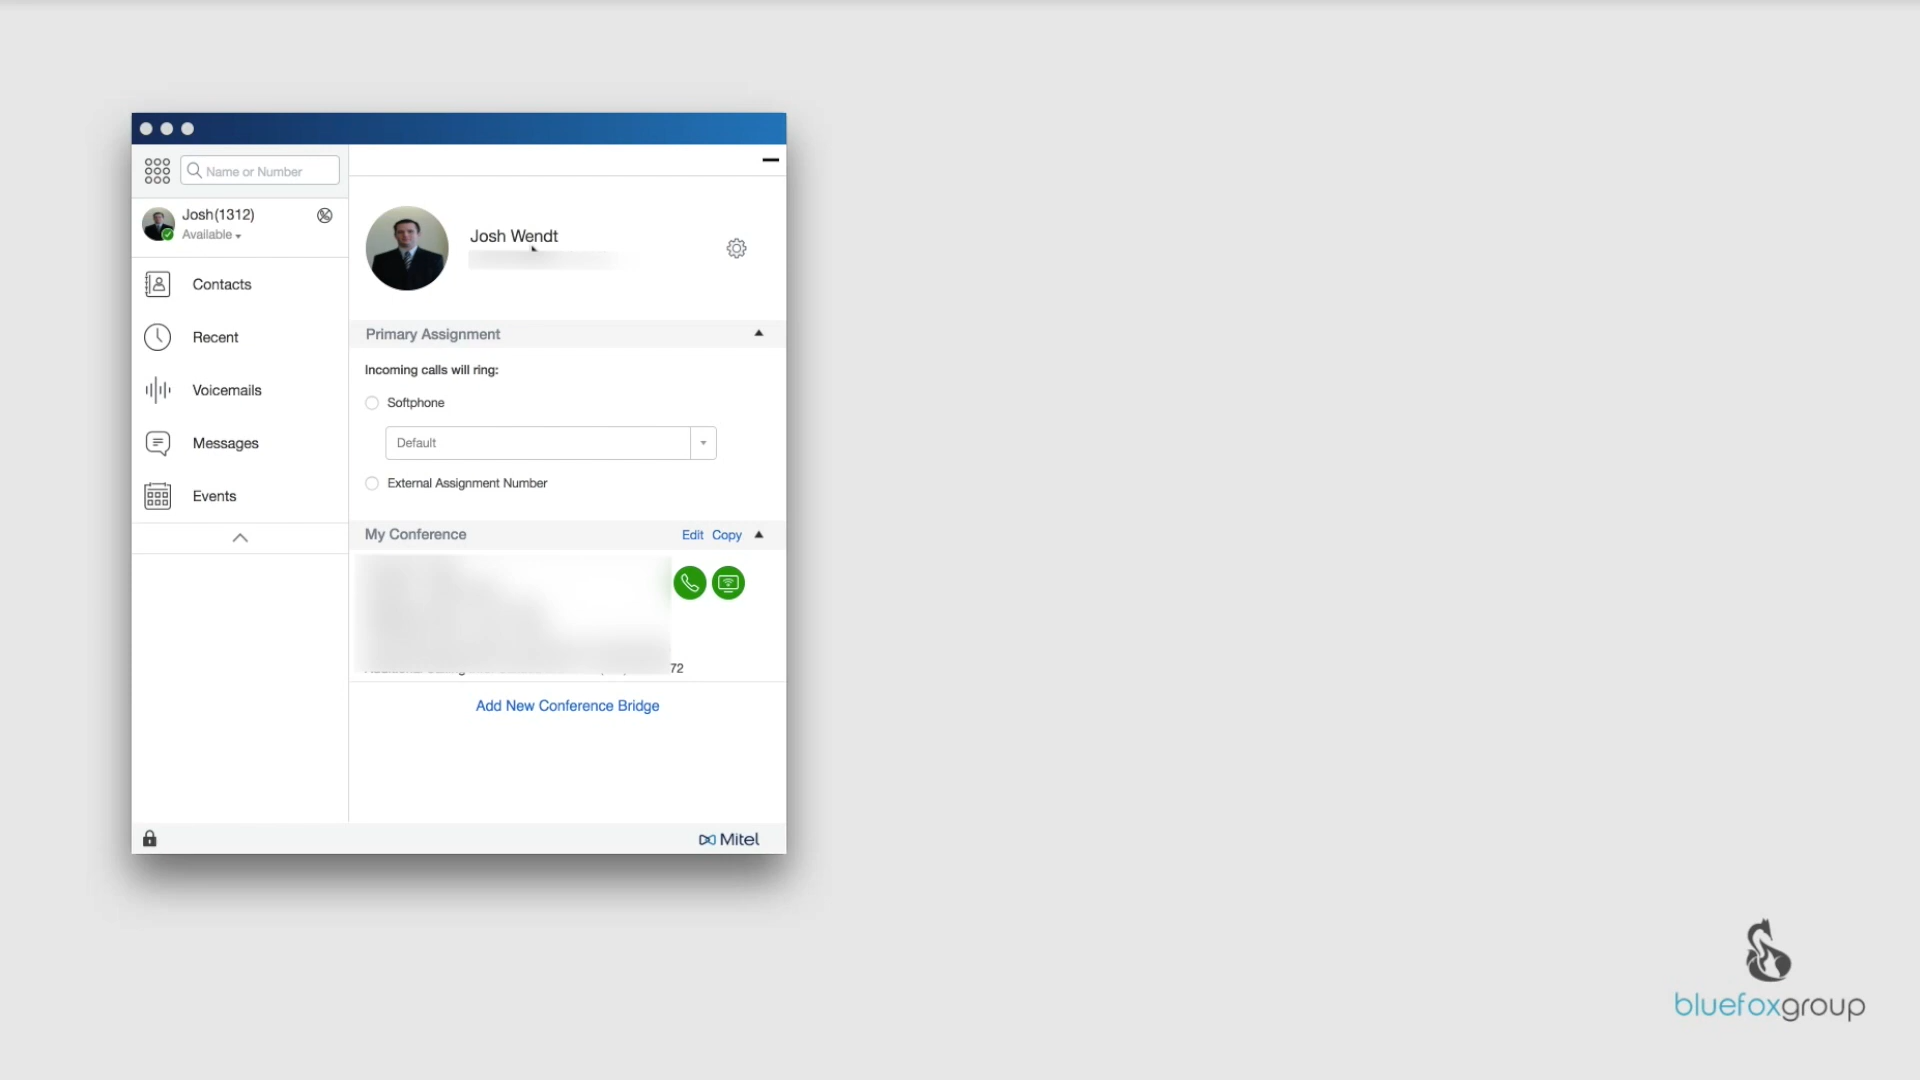 Name or Number
Josh(1312)
Available
Contacts
Recent
Voicemails
Messages
Events
Josh Wendt
Primary Assignment
Incoming calls will ring:
Softphone
Default
External Assignment Number
My Conference Edit Copy
72
Add New Conference Bridge
Mitel
bluefoxgroup